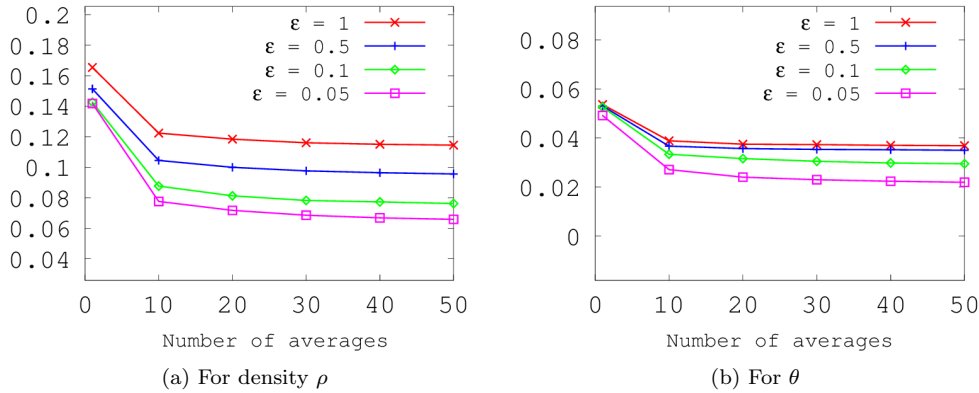 0.2
0.18
0.16
0.14
0.12
0.1
0.08
0.06
0.04
0 10 20 30 40 50
ε = 1
ε = 0.5
ε = 0.1
ε = 0.05
Number of averages
(a) For density ρ
0.08
0.06
0.04
0.02
0
0 10 20 30 40 50
ε = 1
ε = 0.5
ε = 0.1
ε = 0.05
Number of averages
(b) For θ